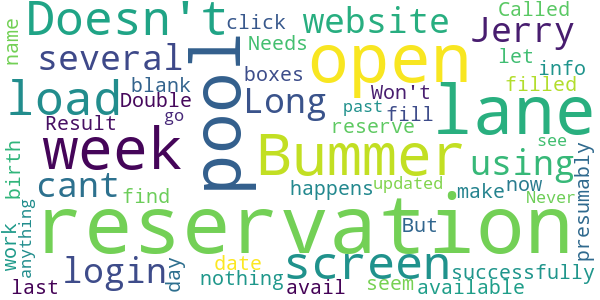 Doesn't
click
website
Called
Jerry
name
several
pool
Needs
open
let
info
load
blank
boxes
Long
Won't
filled
Double
past
fill
lane
Result
go
reserve
week
Bummer
using
see
presumably
birth
cant
find
happens
updated
make
now
Never
reservation
But
work
anything
login
day
date
nothing
screen
successfully
last
avail
seem
available